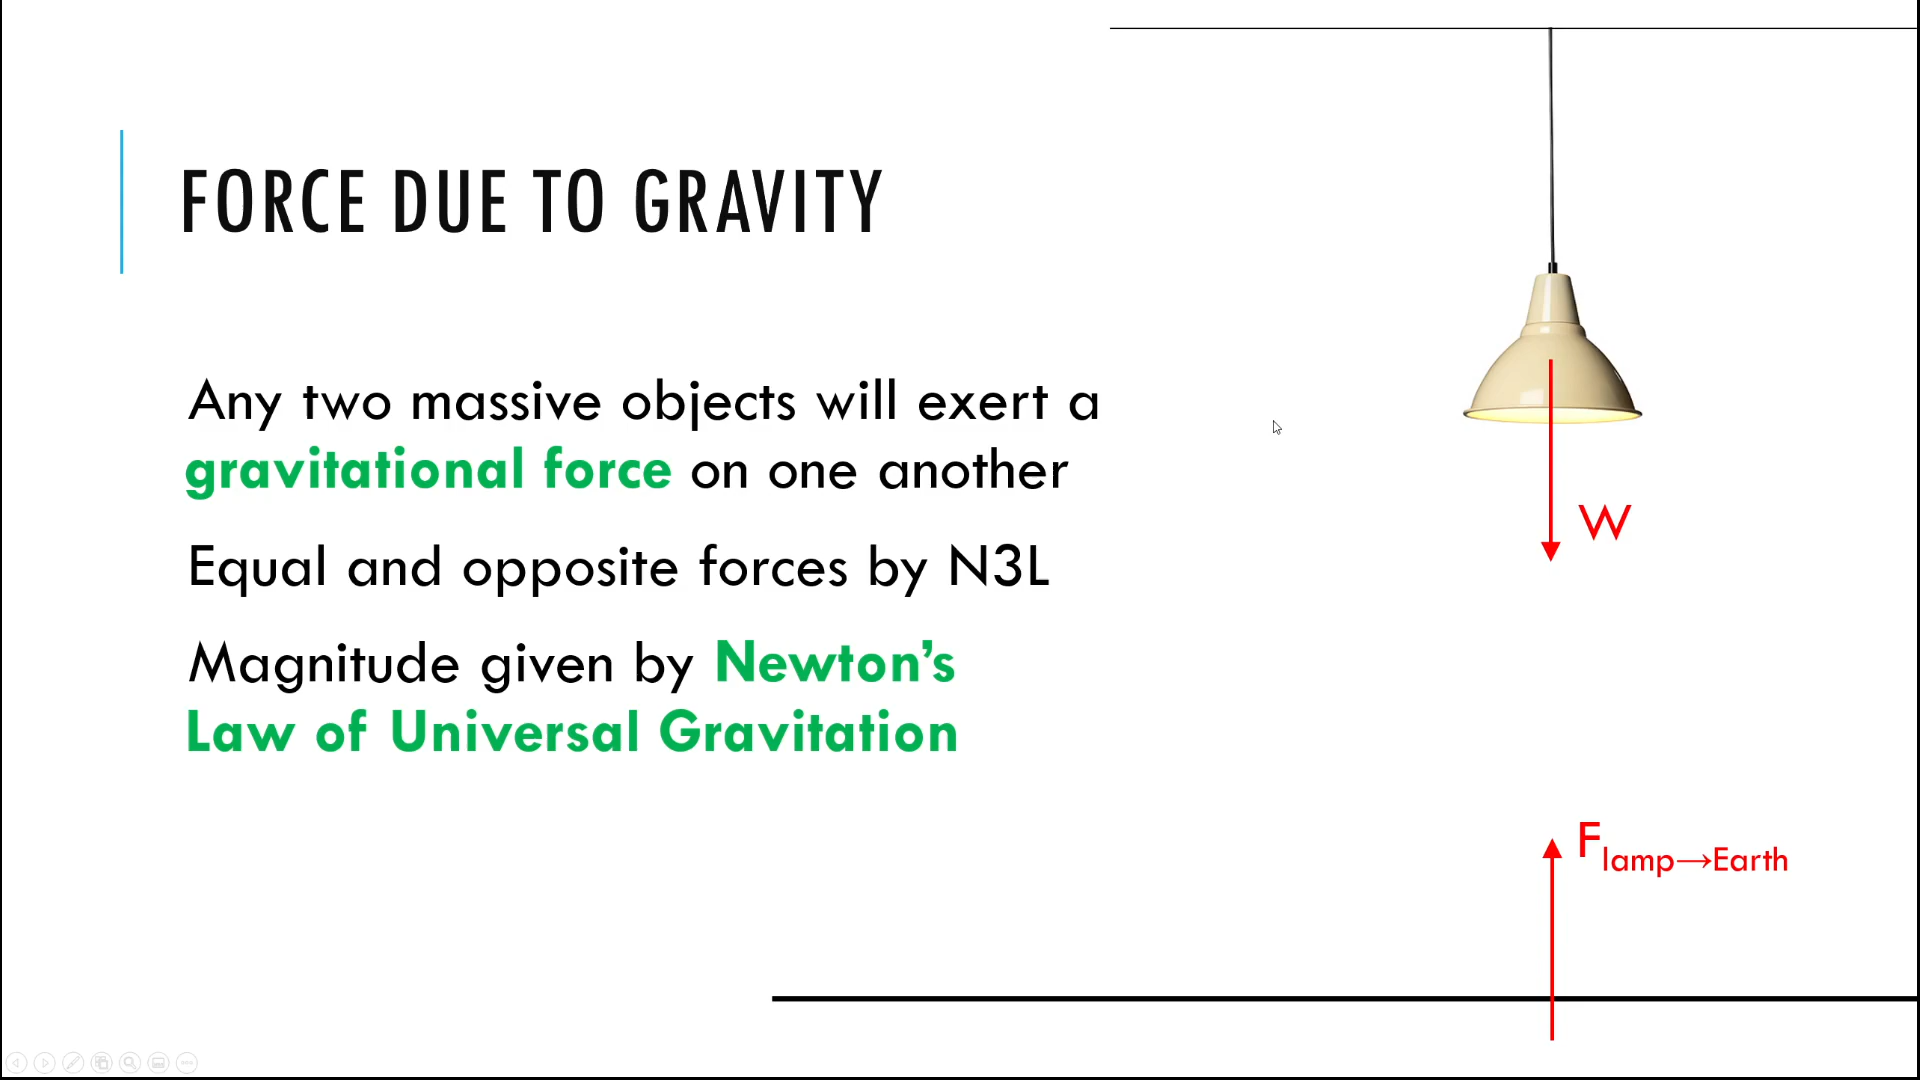 FORCE DUE TO GRAVITY
Any two massive objects will exert a
gravitational force on one another
Equal and opposite forces by N3L
Magnitude given by Newton’s
Law of Universal Gravitation
W
Flamp→Earth